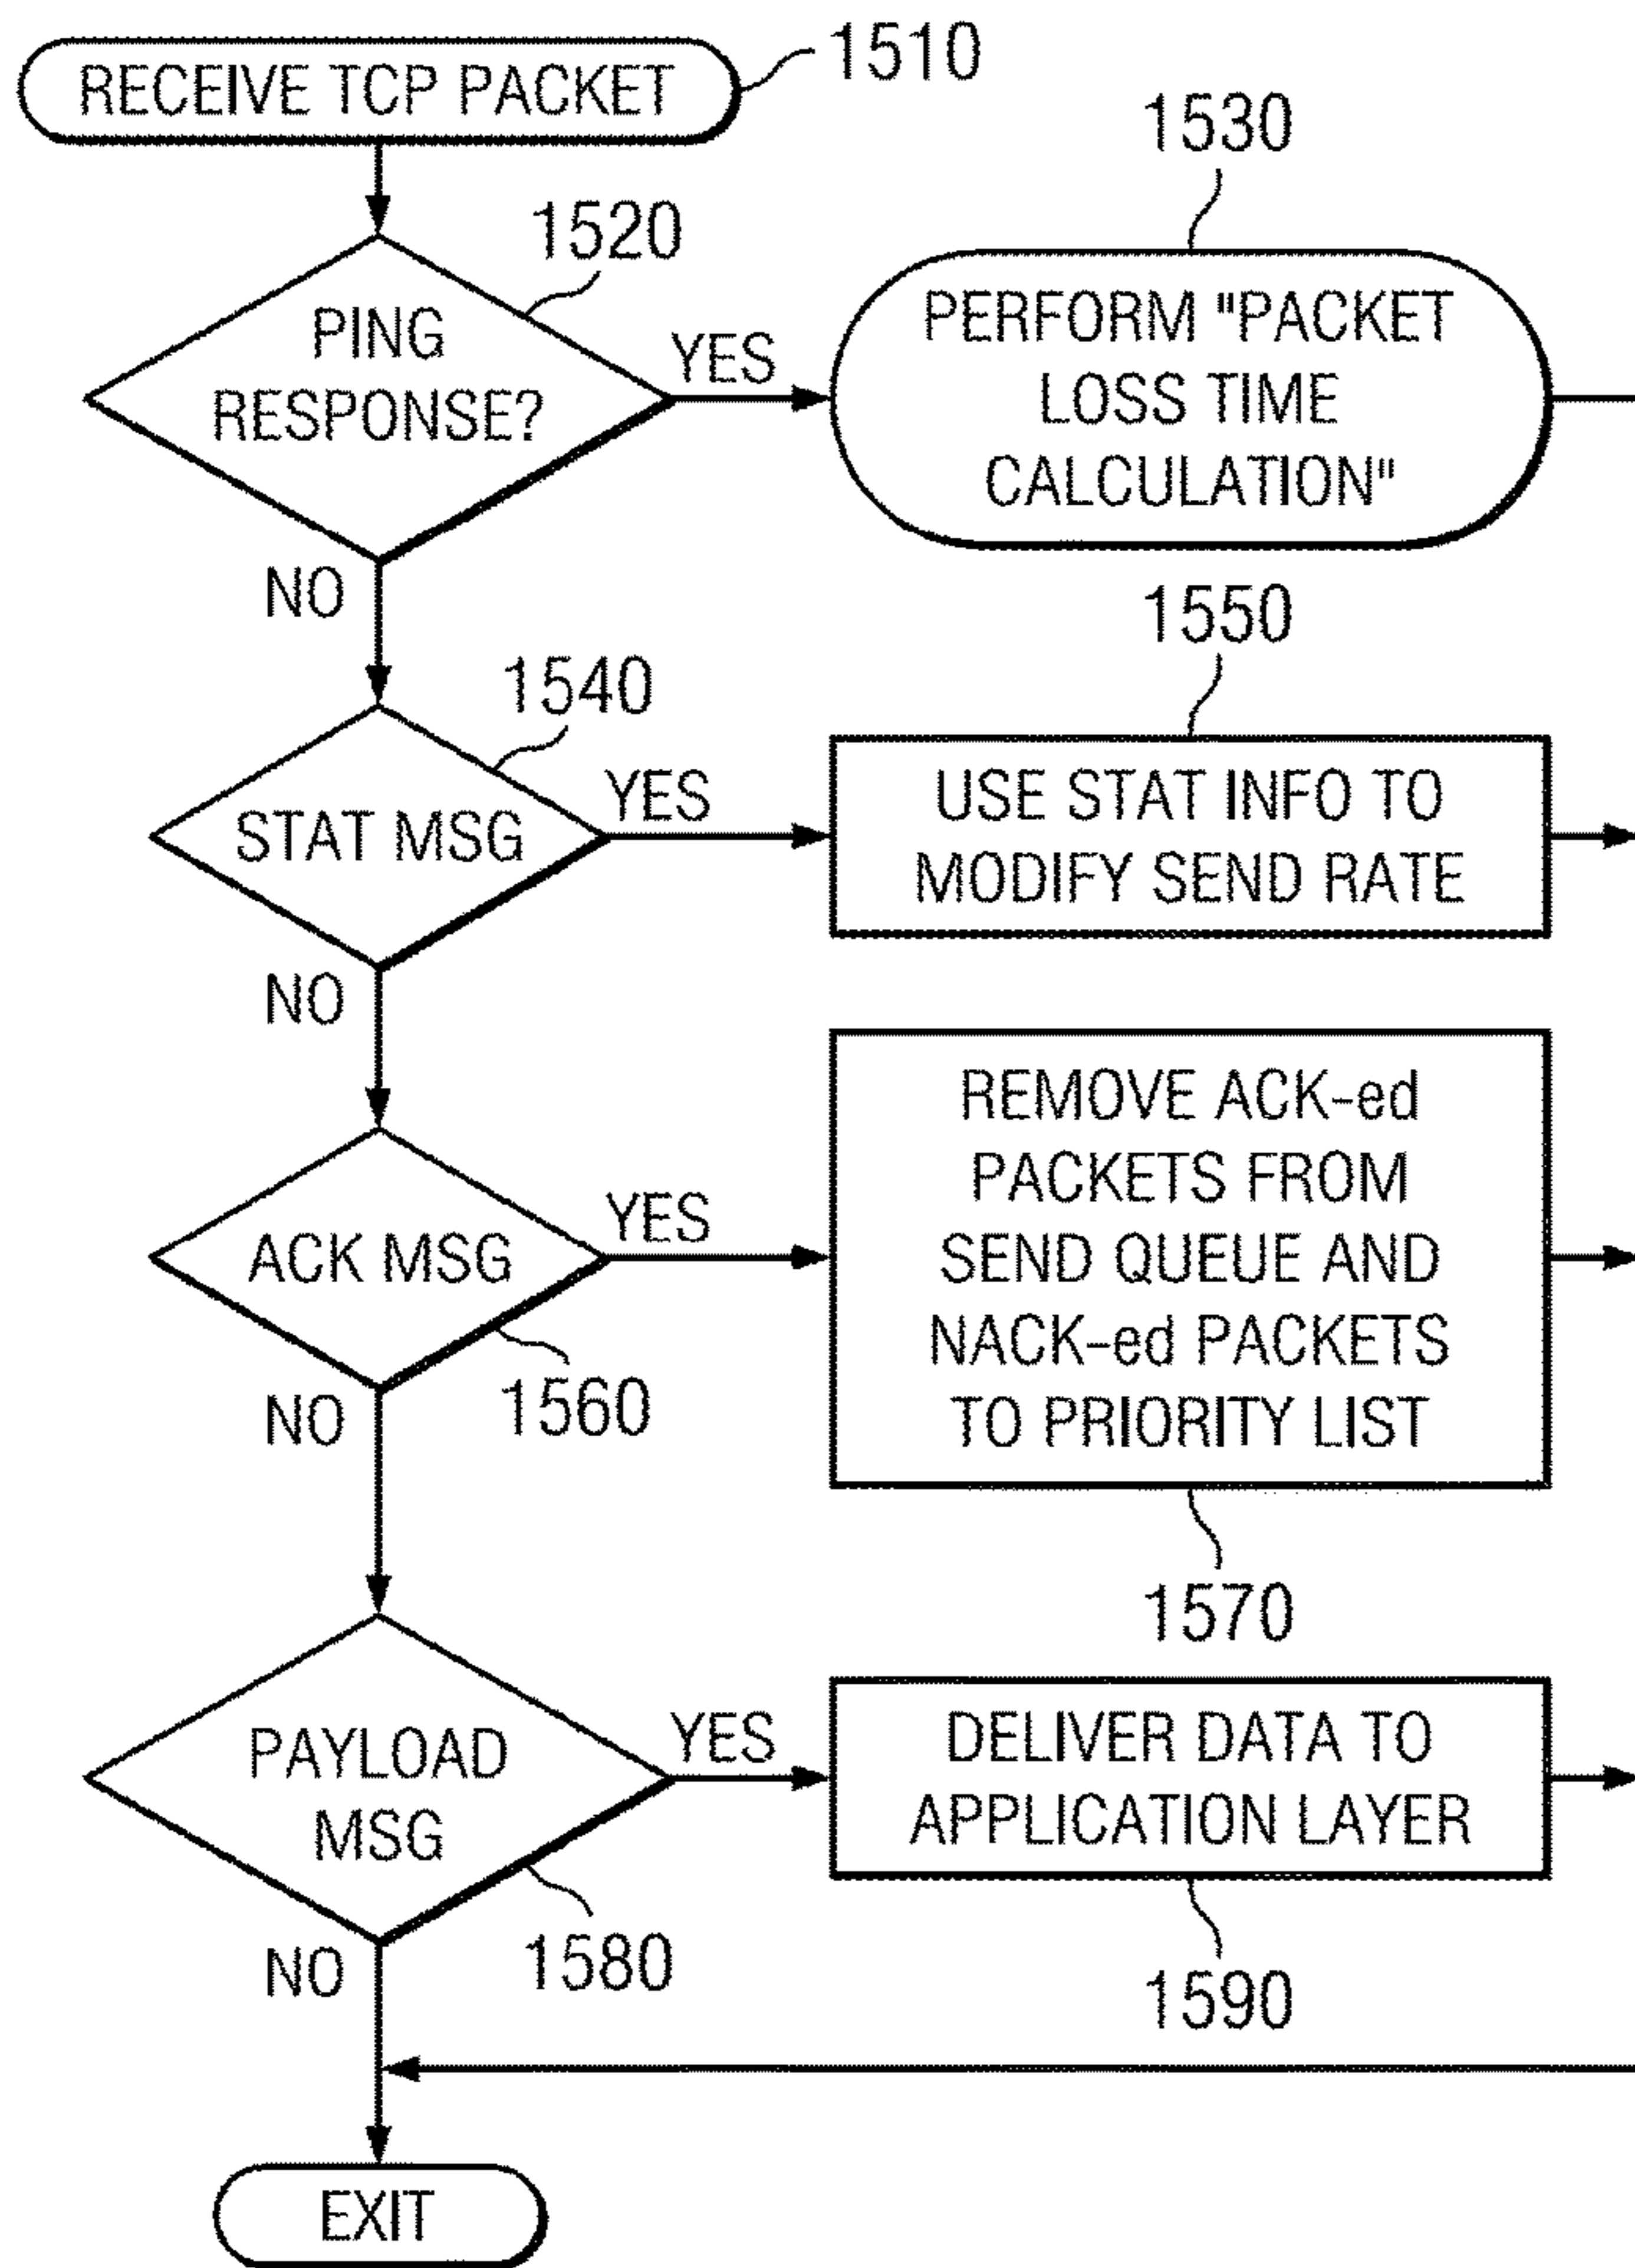 RECEIVE TCP PACKET
1510
1530
1520
PING
RESPONSE?
YES
PERFORM "PACKET
LOSS TIME
CALCULATION"
NO
1550
1540
STAT MSG
YES
USE STAT INFO TO
MODIFY SEND RATE
NO
ACK MSG
YES
REMOVE ACK-ed
PACKETS FROM
SEND QUEUE AND
NACK-ed PACKETS
TO PRIORITY LIST
1560
NO
1570
PAYLOAD
MSG
YES
DELIVER DATA TO
APPLICATION LAYER
1580
NO
1590
EXIT